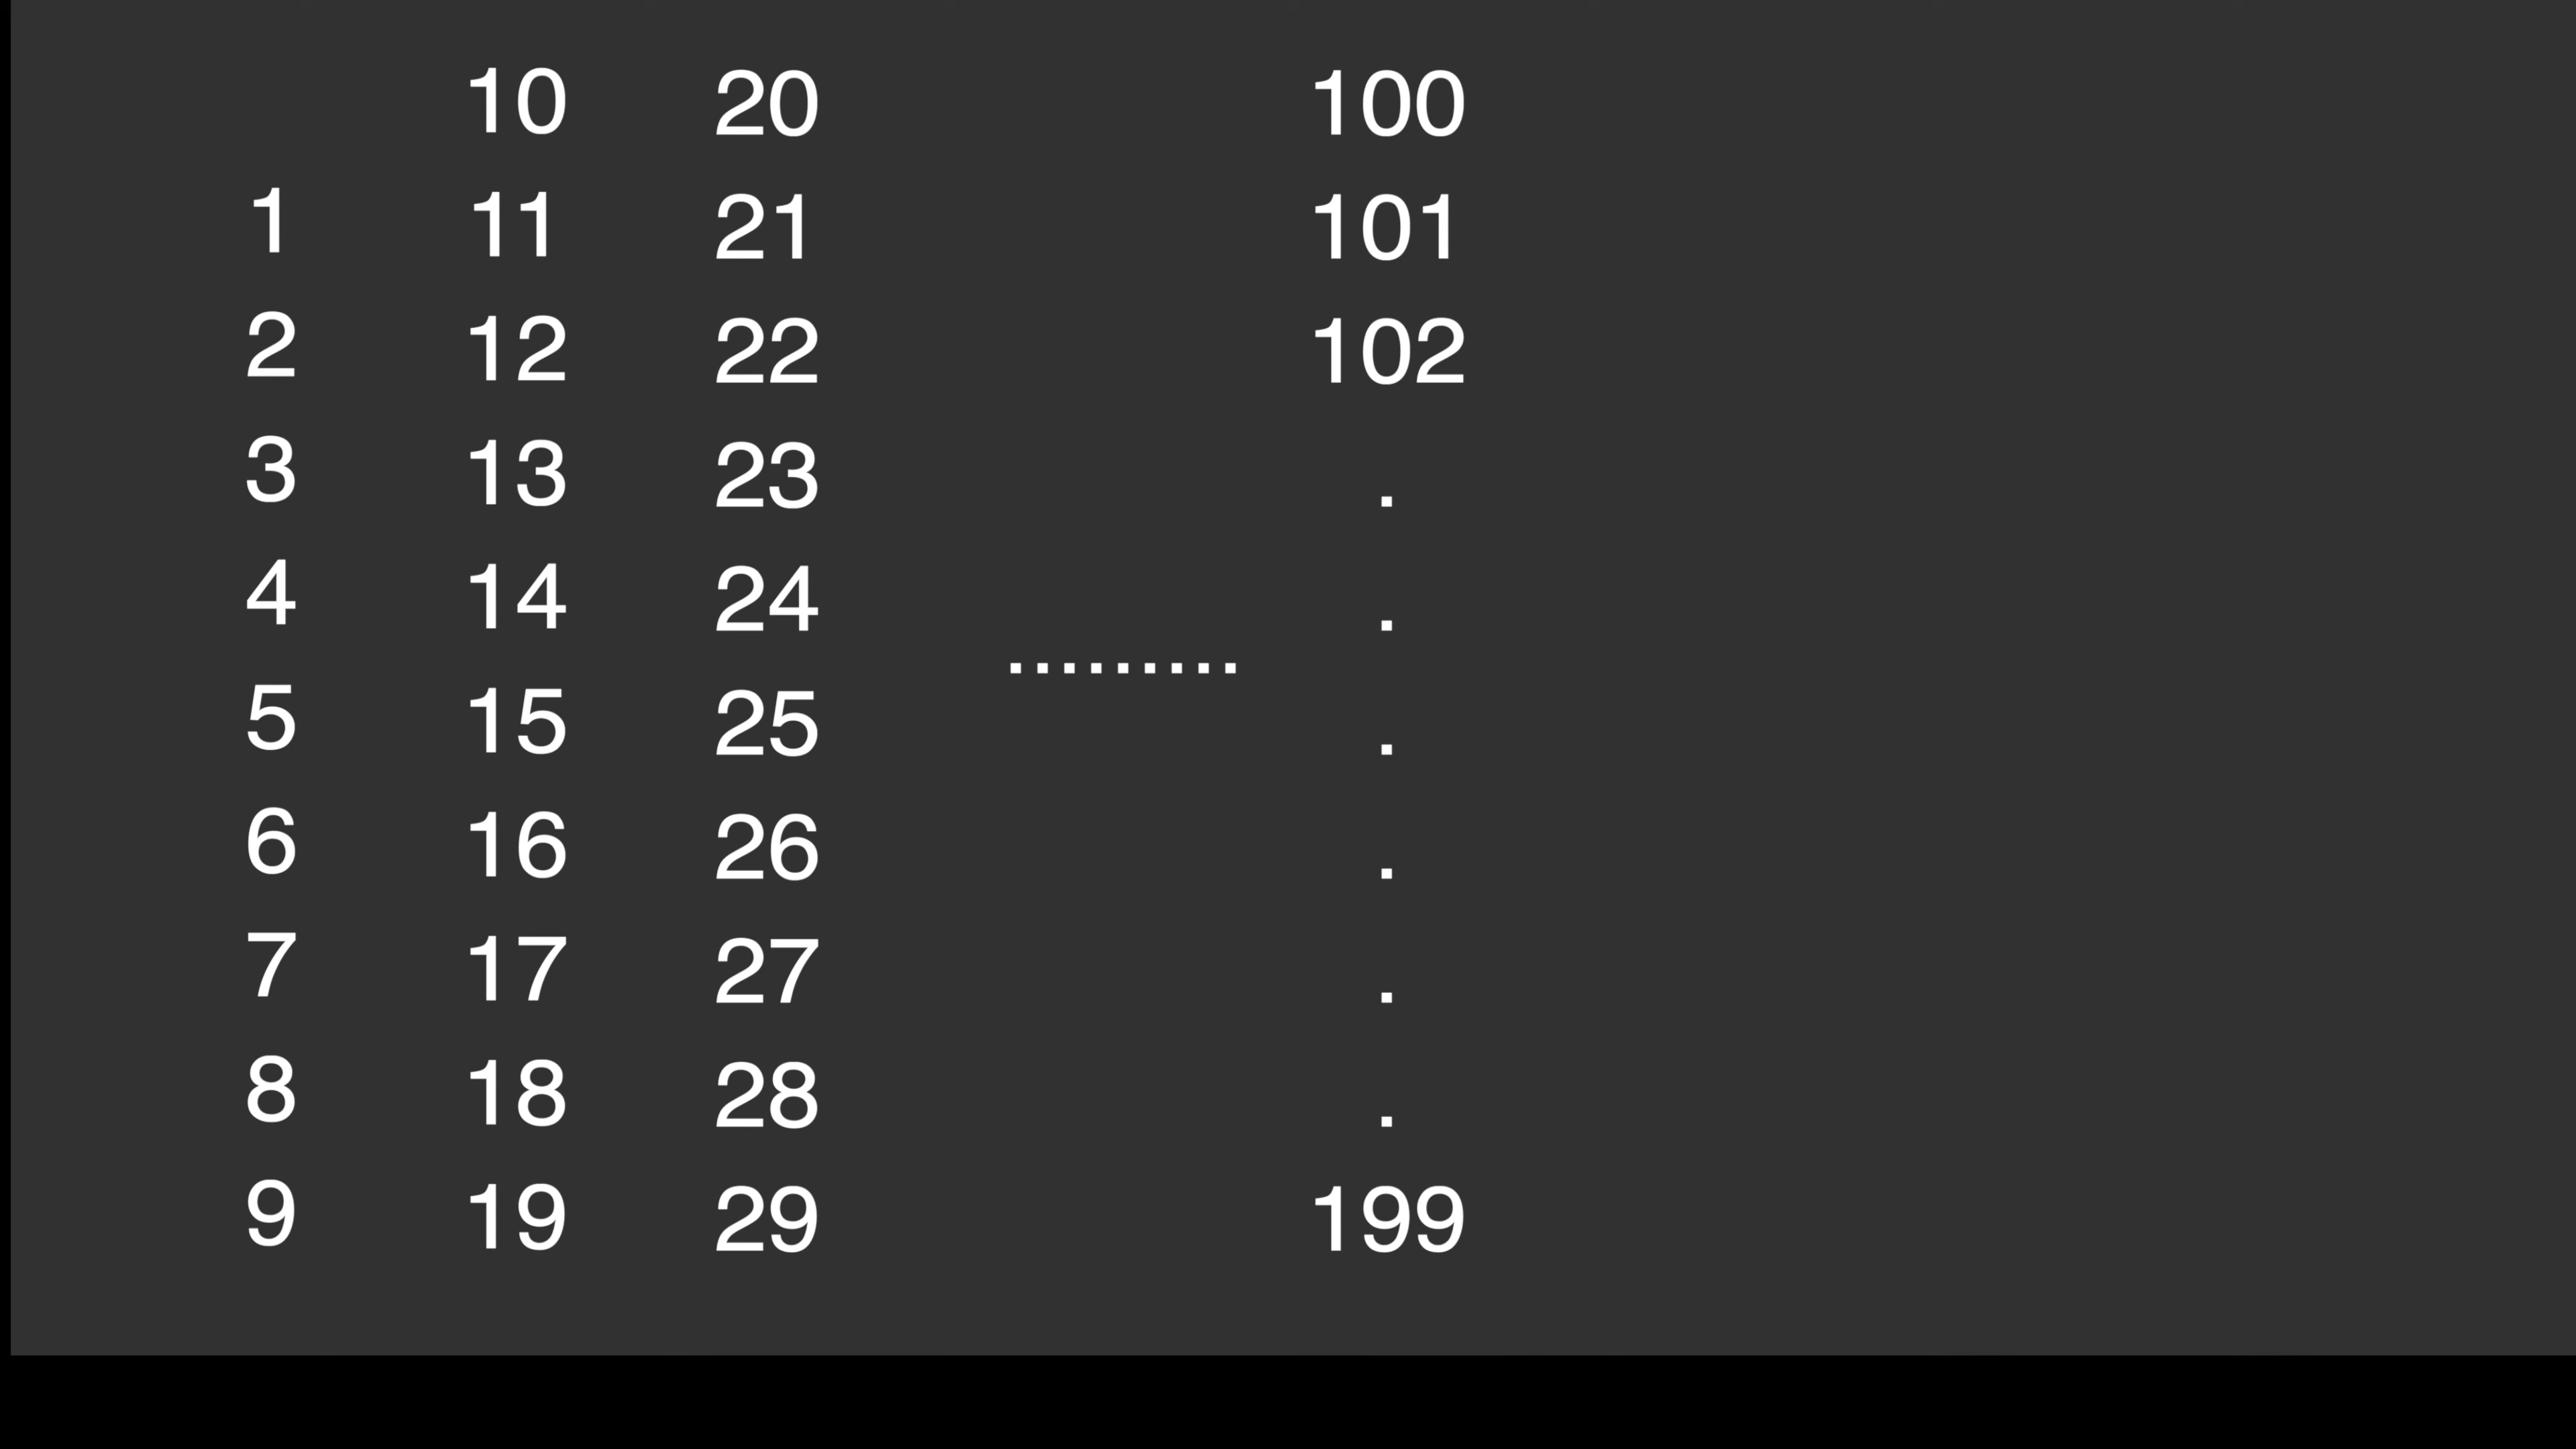 10 20 100
1 11 21 101
2 12 22 102
3 13 23 .
4 14 24 .
.........
5 15 25 .
6 16 26 .
7 17 27 .
8 18 28 .
9 19 29 199